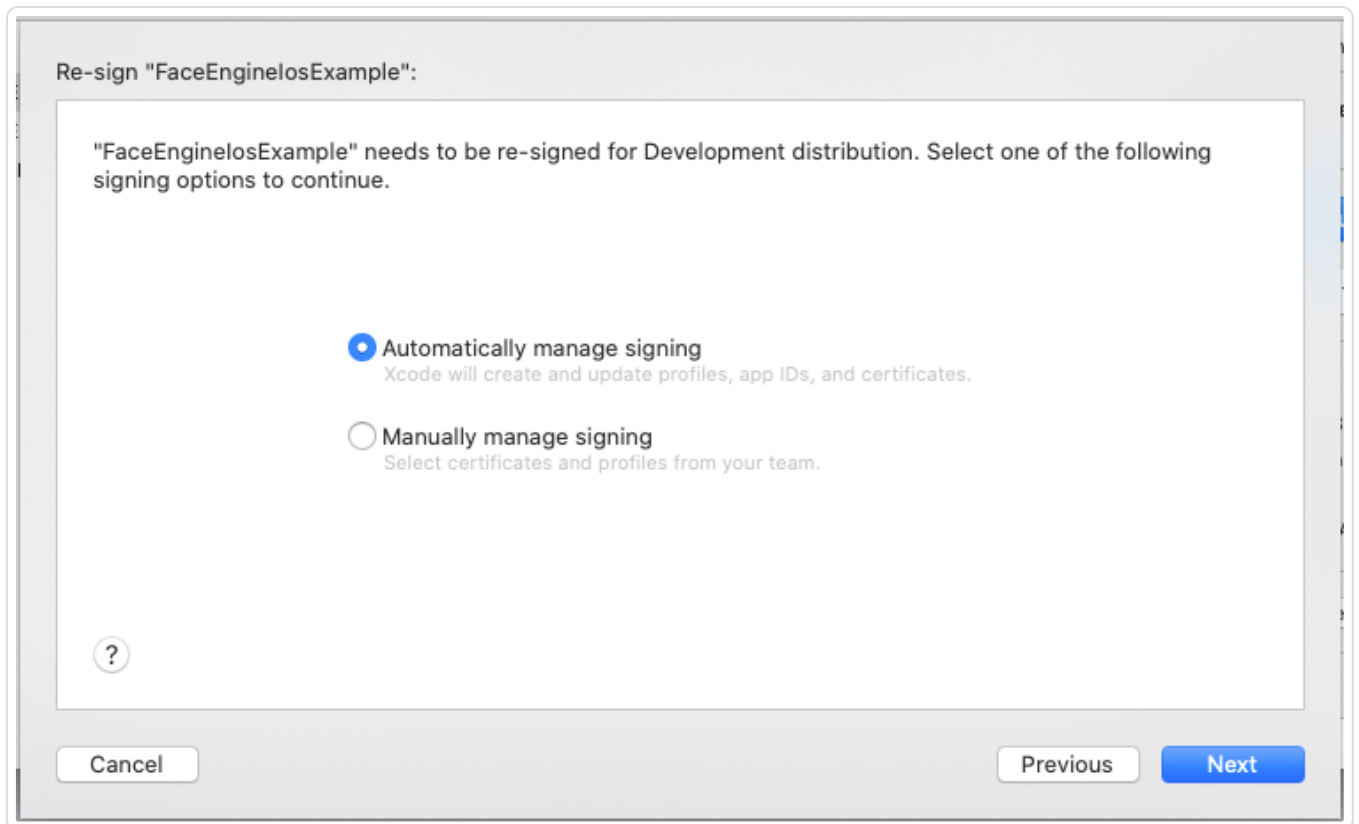 Re-sign "FaceEngineIosExample":
"FaceEngineIosExample" needs to be re-signed for Development distribution. Select one of the following
signing options to continue.
Automatically manage signing
Xcode will create and update profiles, app IDs, and certificates.
Manually manage signing
Select certificates and profiles from your team.
?
Cancel
Previous
Next